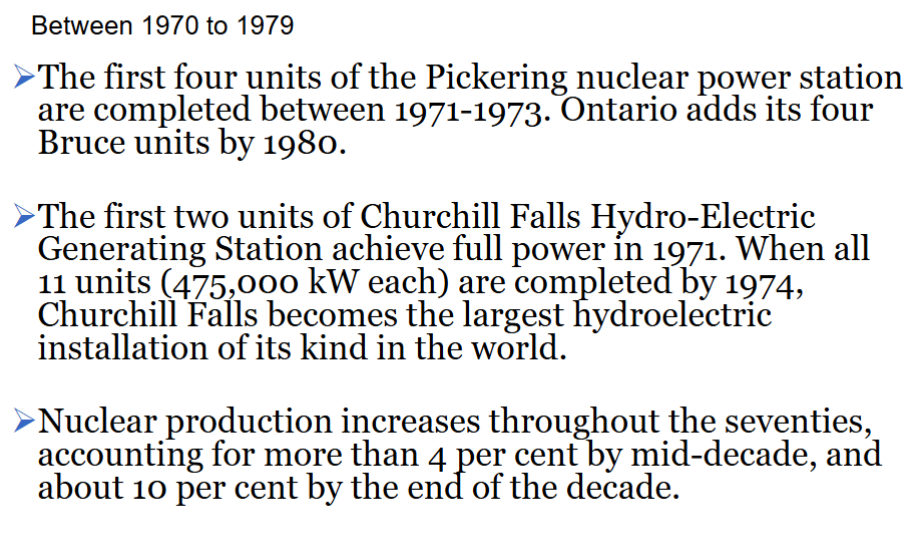 Between 1970 to 1979
➢The first four units of the Pickering nuclear power station
are completed between 1971-1973. Ontario adds its four
Bruce units by 1980.
➢The first two units of Churchill Falls Hydro-Electric
Generating Station achieve full power in 1971. When all
11 units (475,000 kW each) are completed by 1974,
Churchill Falls becomes the largest hydroelectric
installation of its kind in the world.
➢Nuclear production increases throughout the seventies,
accounting for more than 4 per cent by mid-decade, and
about 10 per cent by the end of the decade.